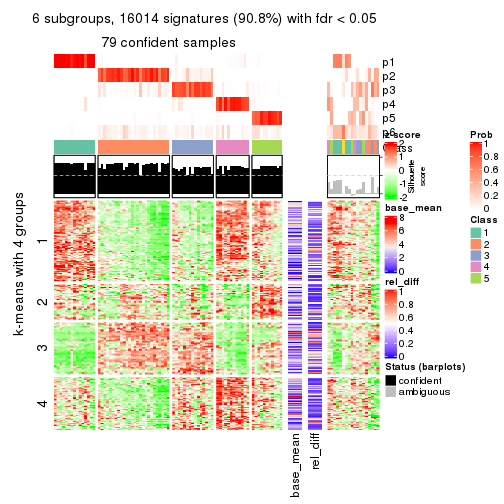 6 subgroups, 16014 signatures (90.8%) with fdr < 0.05
79 confident samples
p1
p2
p3
p4
p5
p6
Class
Silhouette
score
k-means with 4 groups
1
2
3
4
base_mean
rel_diff
z-score
2
1
0
-1
-2
base_mean
8
6
4
2
0
rel_diff
1
0.8
0.6
0.4
0.2
0
Status (barplots)
confident
ambiguous
Prob
1
0.8
0.6
0.4
0.2
0
Class
1
2
3
4
5